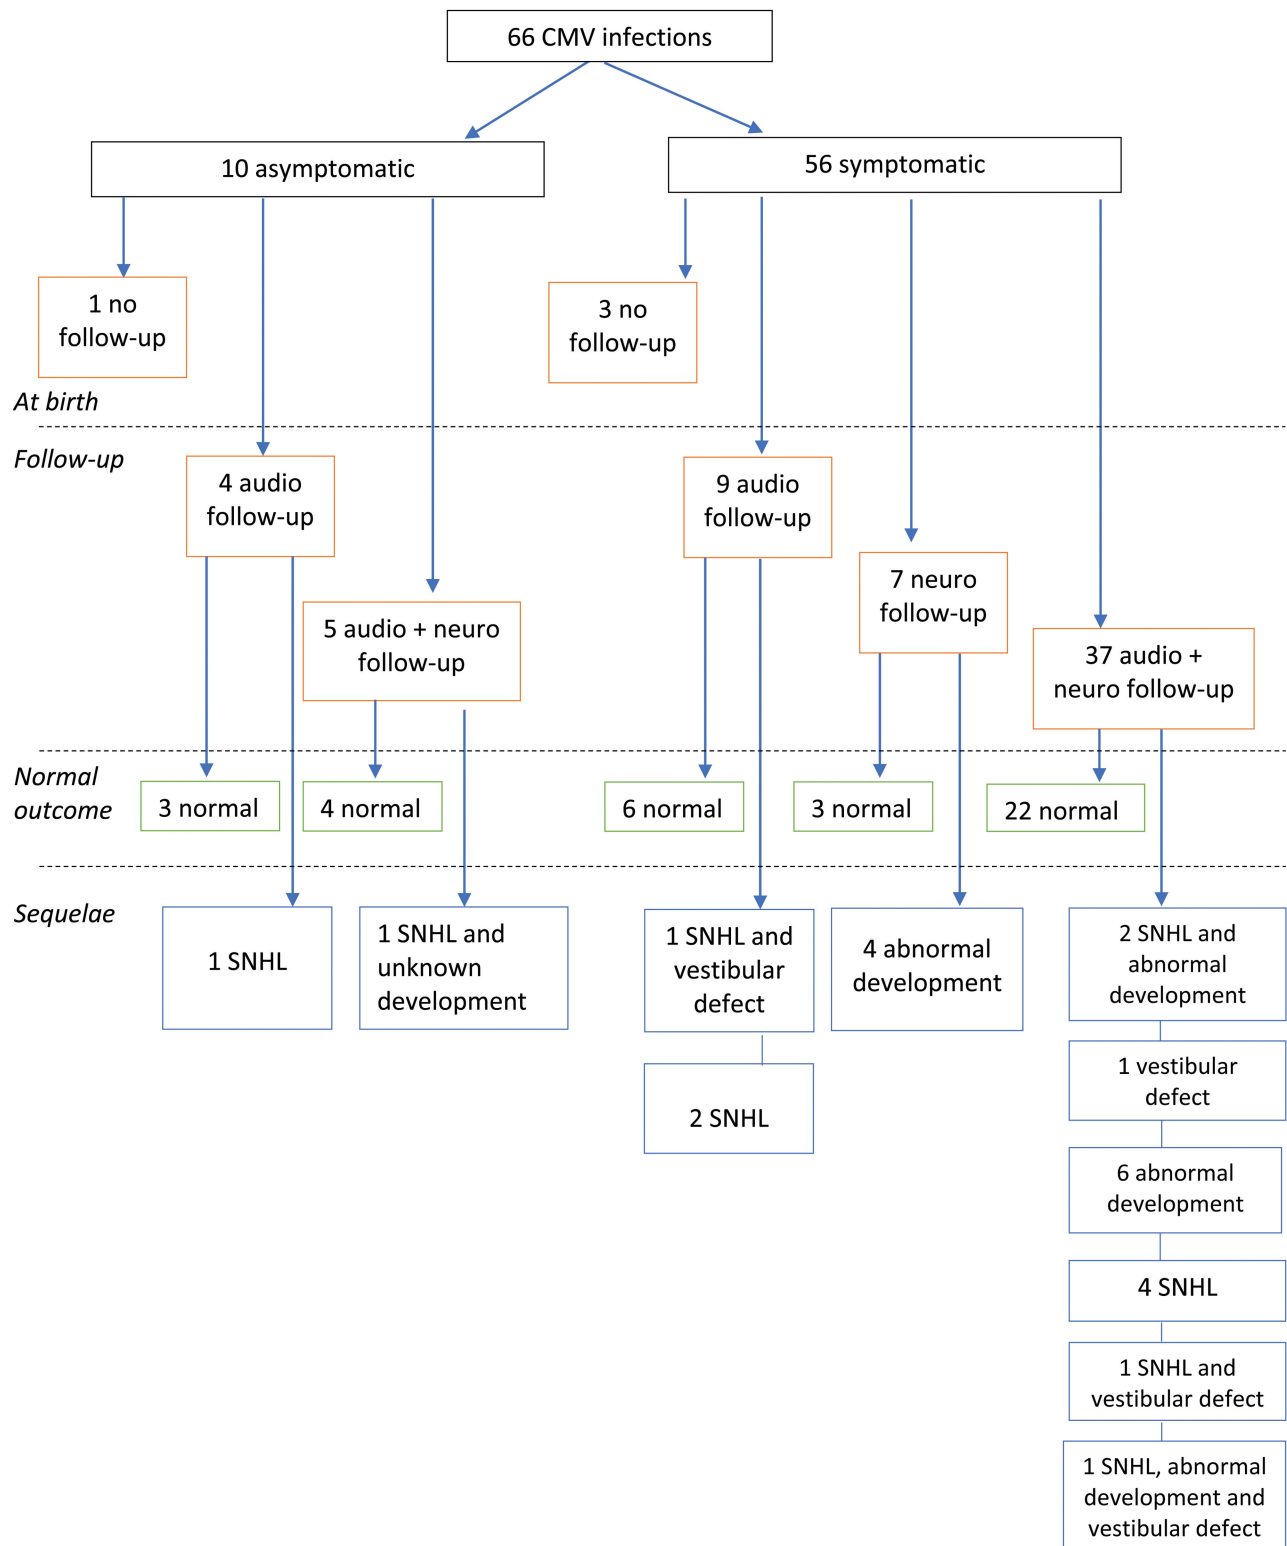 66 CMV infections
10 asymptomatic
56 symptomatic
1 no
follow-up
3 no
follow-up
At birth
Follow-up
4 audio
follow-up
5 audio + neuro
follow-up
9 audio
follow-up
7 neuro
follow-up
37 audio +
neuro follow-up
Normal
outcome
3 normal
4 normal
6 normal
3 normal
22 normal
Sequelae
1 SNHL
1 SNHL and
unknown
development
1 SNHL and
vestibular
defect
2 SNHL
4 abnormal
development
2 SNHL and
abnormal
development
1 vestibular
defect
6 abnormal
development
4 SNHL
1 SNHL and
vestibular defect
1 SNHL, abnormal
development and
vestibular defect